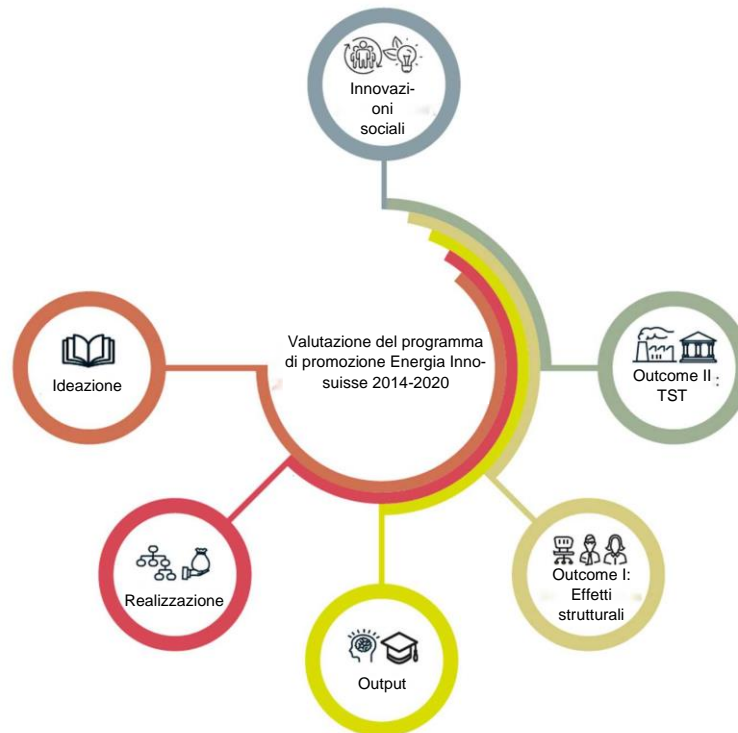 Innovazi-
oni
sociali
Valutazione del programma
di promozione Energia Inno-
suisse 2014-2020
Ideazione
Outcome II :
TST
Realizzazione
Outcome I:
Effetti
strutturali
Output